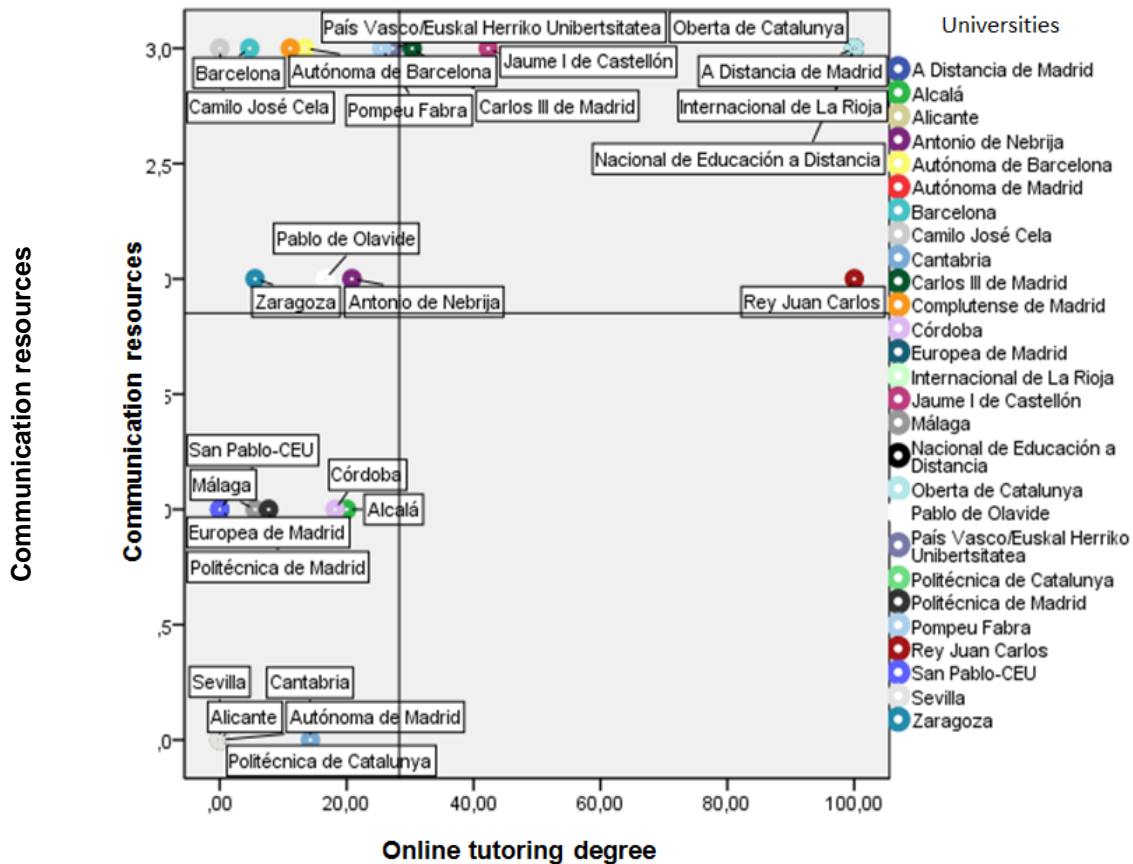 Universities
País Vasco/Euskal Herriko Unibertsitatea
Oberta de Catalunya
3,0
Barcelona
Autónoma de Barcelona
Jaume I de Castellón
A Distancia de Madrid
Camilo José Cela
Pompeu Fabra
Carlos III de Madrid
Internacional de La Rioja
Nacional de Educación a Distancia
2,5
Pablo de Olavide
0
Zaragoza
Antonio de Nebrija
Rey Juan Carlos
5
San Pablo-CEU
Málaga
Córdoba
0
Alcalá
Europea de Madrid
Politécnica de Madrid
,5
Sevilla
Cantabria
Alicante
Autónoma de Madrid
,0
Politécnica de Catalunya
,00
20,00
40,00
60,00
80,00
100,00
Online tutoring degree
Communication resources
Communication resources
A Distancia de Madrid
Alcalá
Alicante
Antonio de Nebrija
Autónoma de Barcelona
Autónoma de Madrid
Barcelona
Camilo José Cela
Cantabria
Carlos III de Madrid
Complutense de Madrid
Córdoba
Europea de Madrid
Internacional de La Rioja
Jaume I de Castellón
Málaga
Nacional de Educación a
Distancia
Oberta de Catalunya
Pablo de Olavide
País Vasco/Euskal Herriko
Unibertsitatea
Politécnica de Catalunya
Politécnica de Madrid
Pompeu Fabra
Rey Juan Carlos
San Pablo-CEU
Sevilla
Zaragoza